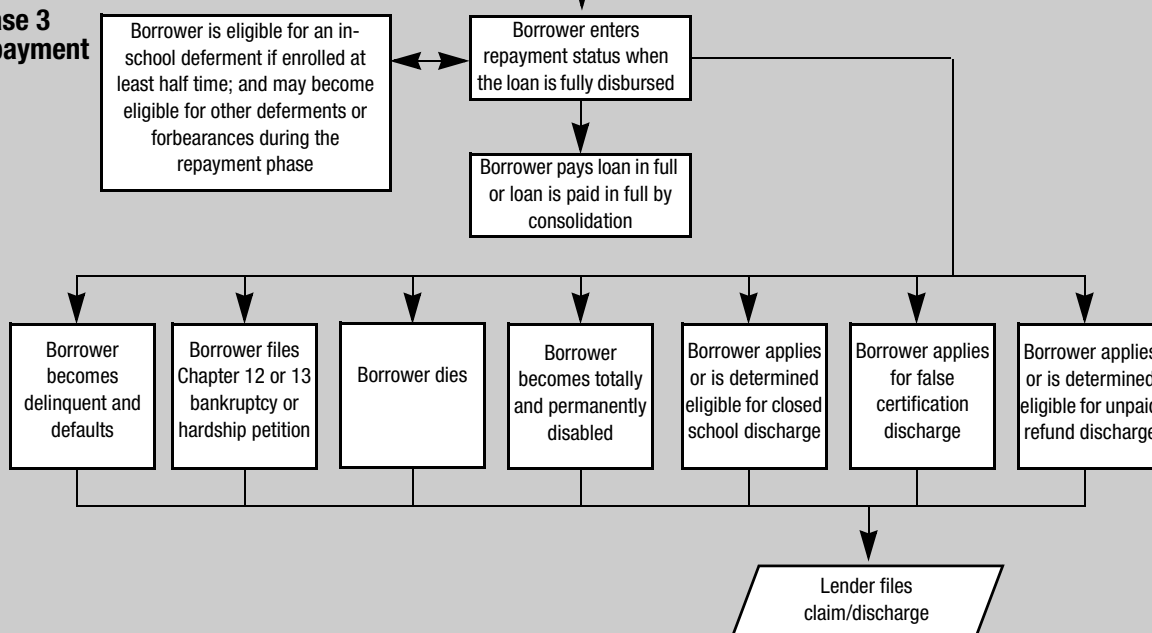 ase 3
payment
Borrower is eligible for an in-
school deferment if enrolled at
least half time; and may become
eligible for other deferments or
forbearances during the
repayment phase
Borrower enters
repayment status when
the loan is fully disbursed
Borrower pays loan in full
or loan is paid in full by
consolidation
Borrower
becomes
delinquent and
defaults
Borrower files
Chapter 12 or 13
bankruptcy or
hardship petition
Borrower dies
Borrower
becomes totally
and permanently
disabled
Borrower applies
or is determined
eligible for closed
school discharge
Borrower applies
for false
certification
discharge
Borrower applies
or is determined
eligible for unpaid
refund discharge
Lender files
claim/discharge